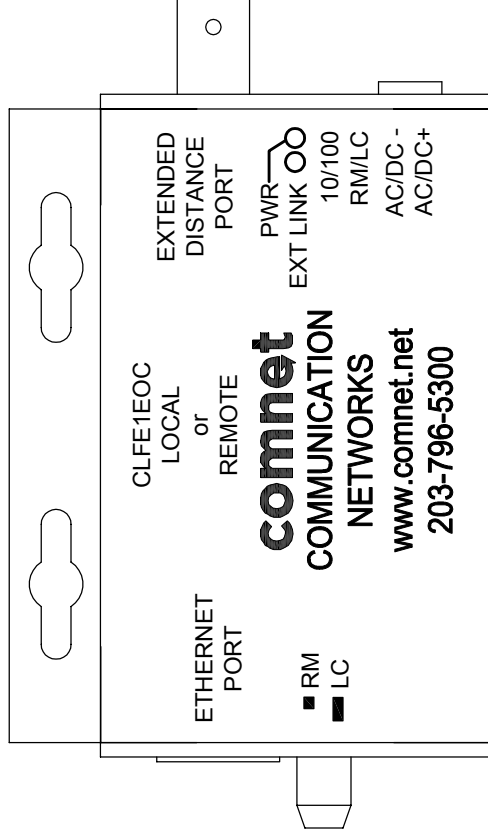 CLFE1EOC
LOCAL
or
REMOTE
ETHERNET
PORT
EXTENDED
DISTANCE
PORT
PWR
EXT LINK
10/100
RM/LC
AC/DC -
AC/DC+
RM
LC
comnet
COMMUNICATION
NETWORKS
www.comnet.net
203-796-5300